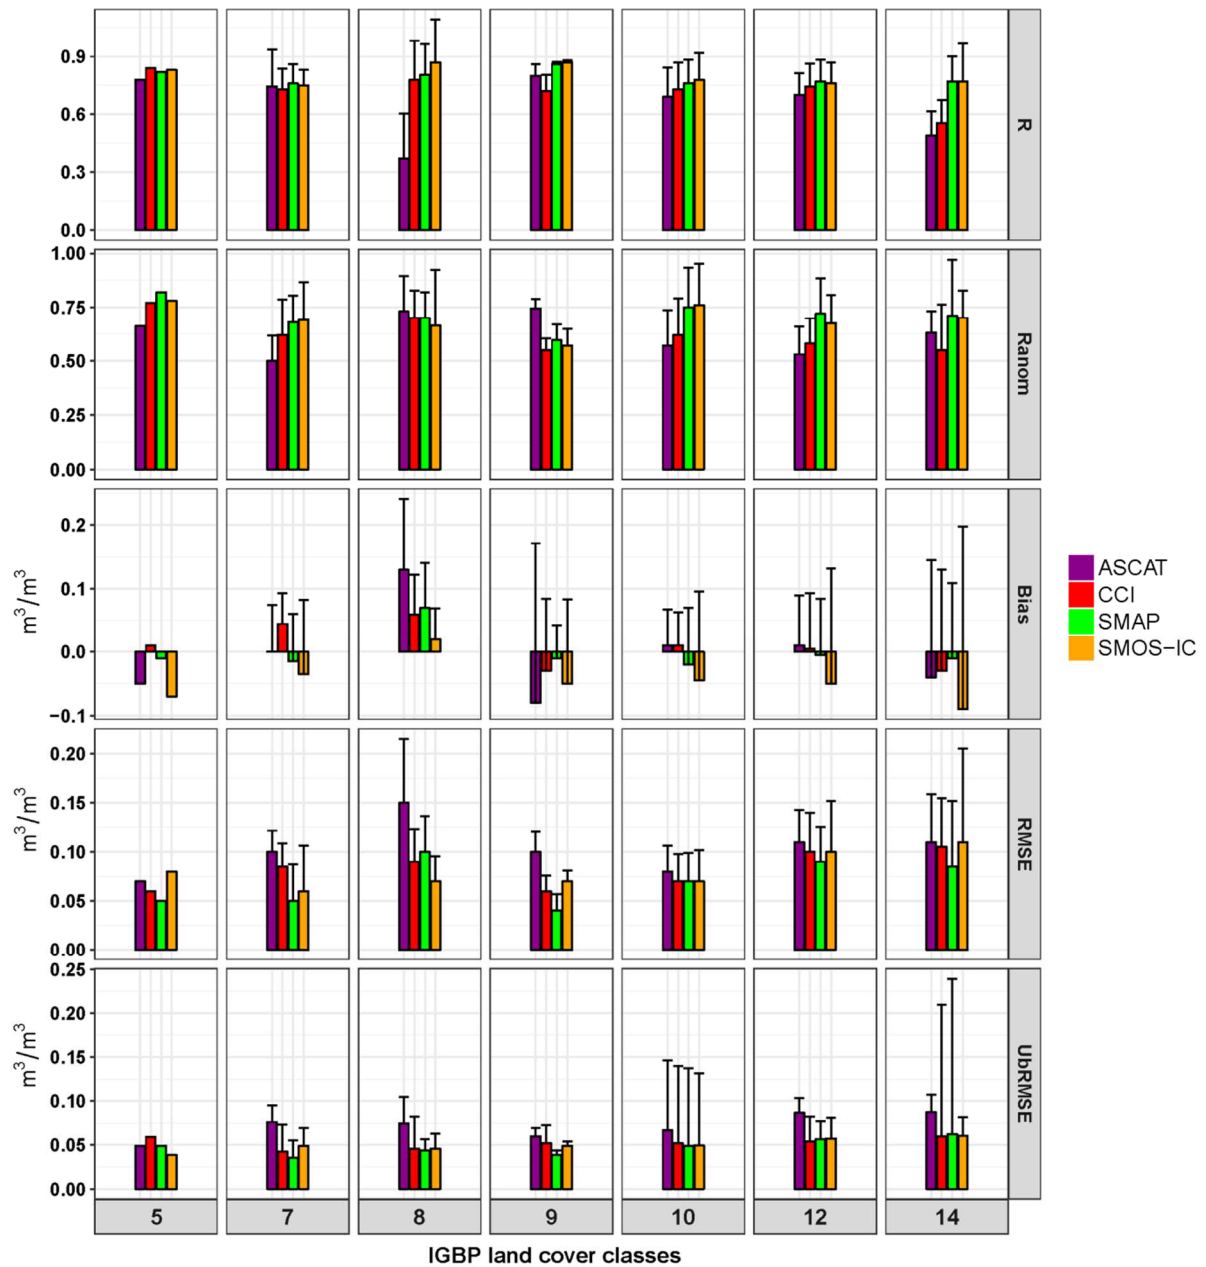 0.9
0.6
0.3
0.0
R
1.00
0.75
0.50
0.25
0.00
Ranom
0.2
0.1
0.0
−0.1
m³/m³
Bias
0.20
0.15
0.10
0.05
0.00
m³/m³
RMSE
0.25
0.20
0.15
0.10
0.05
0.00
m³/m³
UbRMSE
5 7 8 9 10 12 14
IGBP land cover classes
ASCAT
CCI
SMAP
SMOS−IC